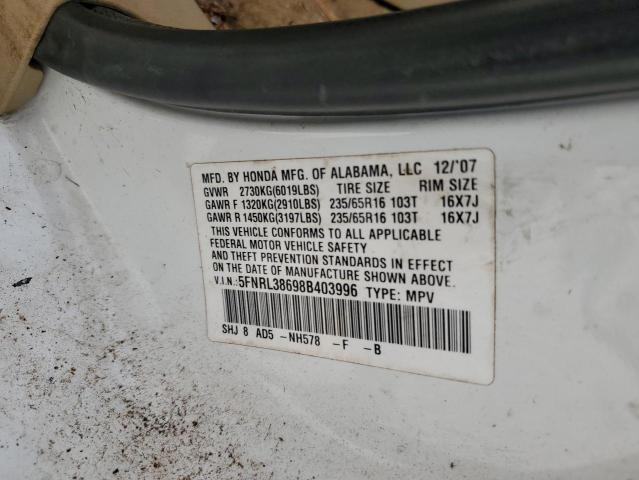 MFD. BY HONDA MFG. OF ALABAMA, LLC 12/'07
GVWR 2730KG(6019LBS) TIRE SIZE RIM SIZE
GAWR F 1320KG(2910LBS) 235/65R16 103T 16X7J
GAWR R 1450KG(3197LBS) 235/65R16 103T 16X7J
THIS VEHICLE CONFORMS TO ALL APPLICABLE
FEDERAL MOTOR VEHICLE SAFETY
AND THEFT PREVENTION STANDARDS IN EFFECT
ON THE DATE OF MANUFACTURE SHOWN ABOVE.
V.I.N.: 5FNRL38698B403996 TYPE: MPV
SHJ 8 AD5 -NH578 -F -B